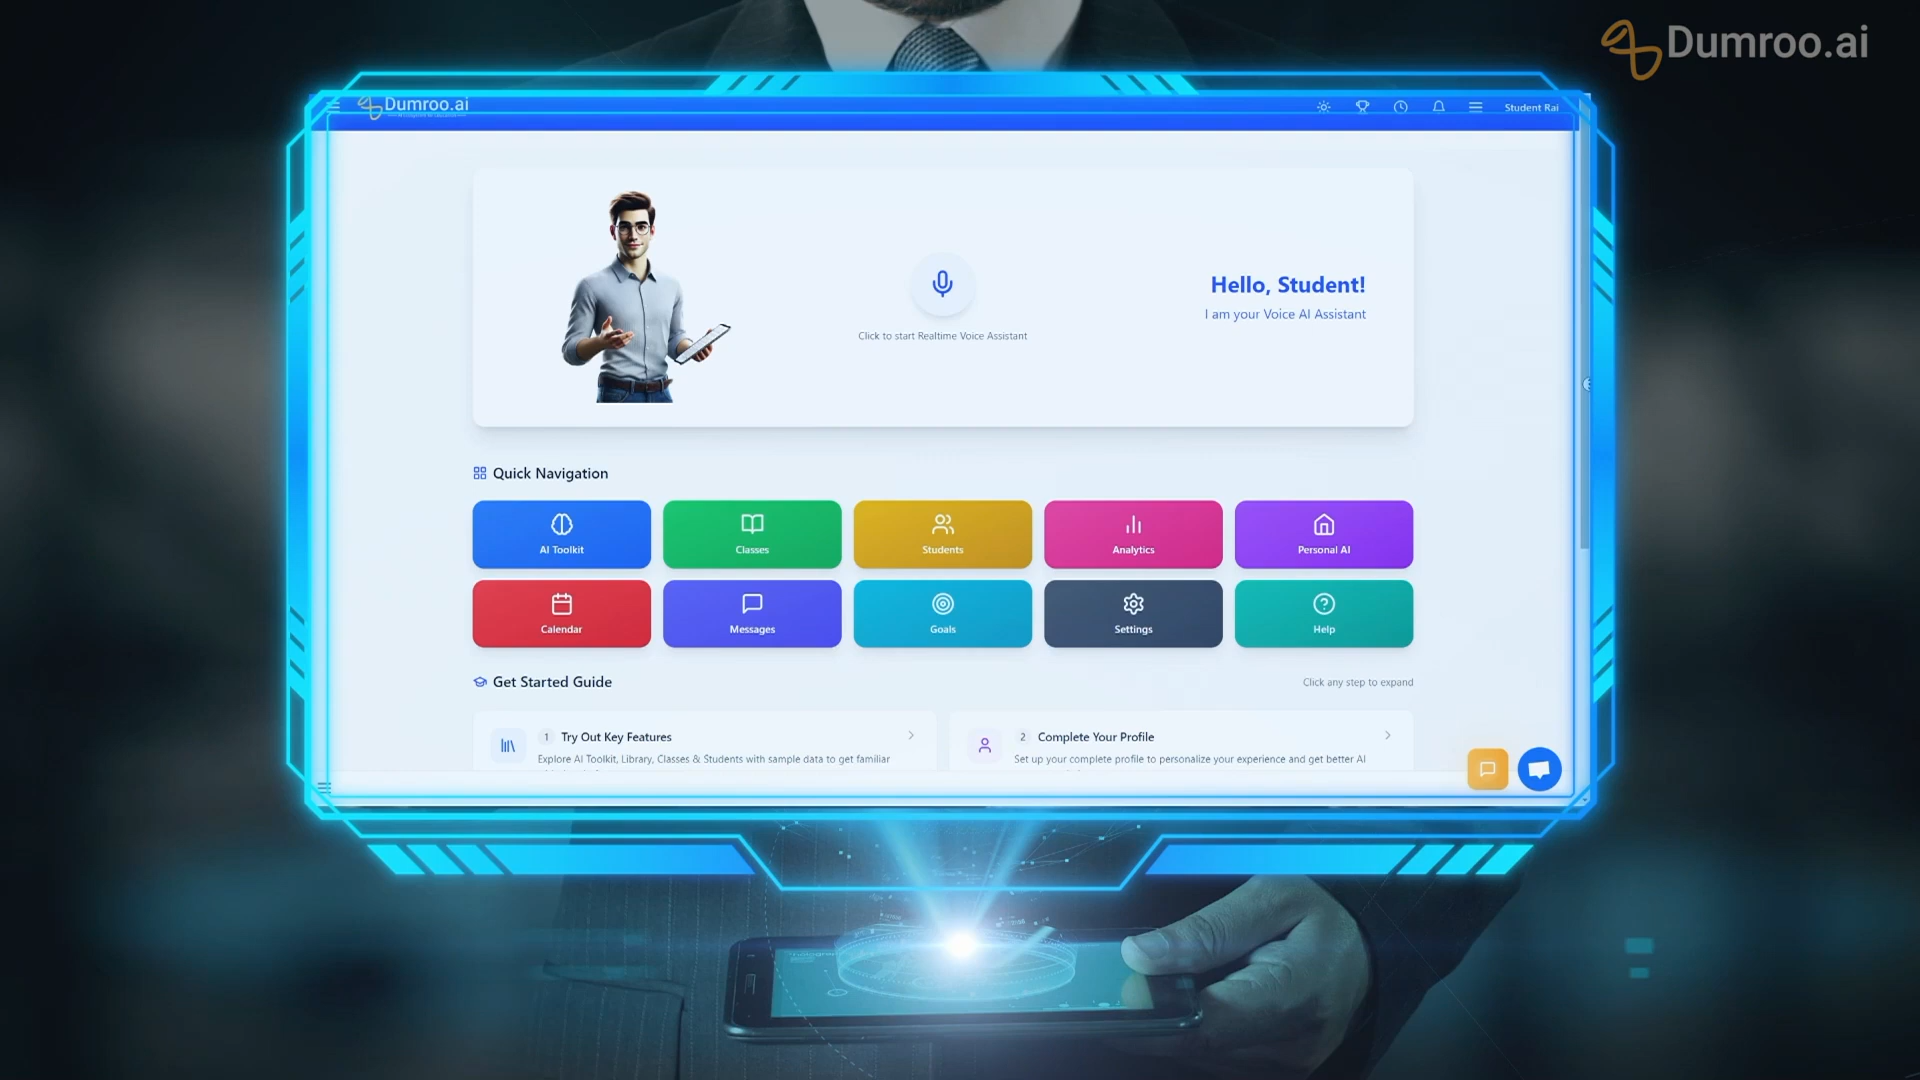 Dumroo.ai
Dumroo.ai
Student Rai
Hello, Student!
I am your Voice AI Assistant
Click to start Realtime Voice Assistant
Quick Navigation
AI Toolkit
Classes
Students
Analytics
Personal AI
Calendar
Messages
Goals
Settings
Help
Get Started Guide
Click any step to expand
1 Try Out Key Features
Explore AI Toolkit, Library, Classes & Students with sample data to get familiar
2 Complete Your Profile
Set up your complete profile to personalize your experience and get better AI